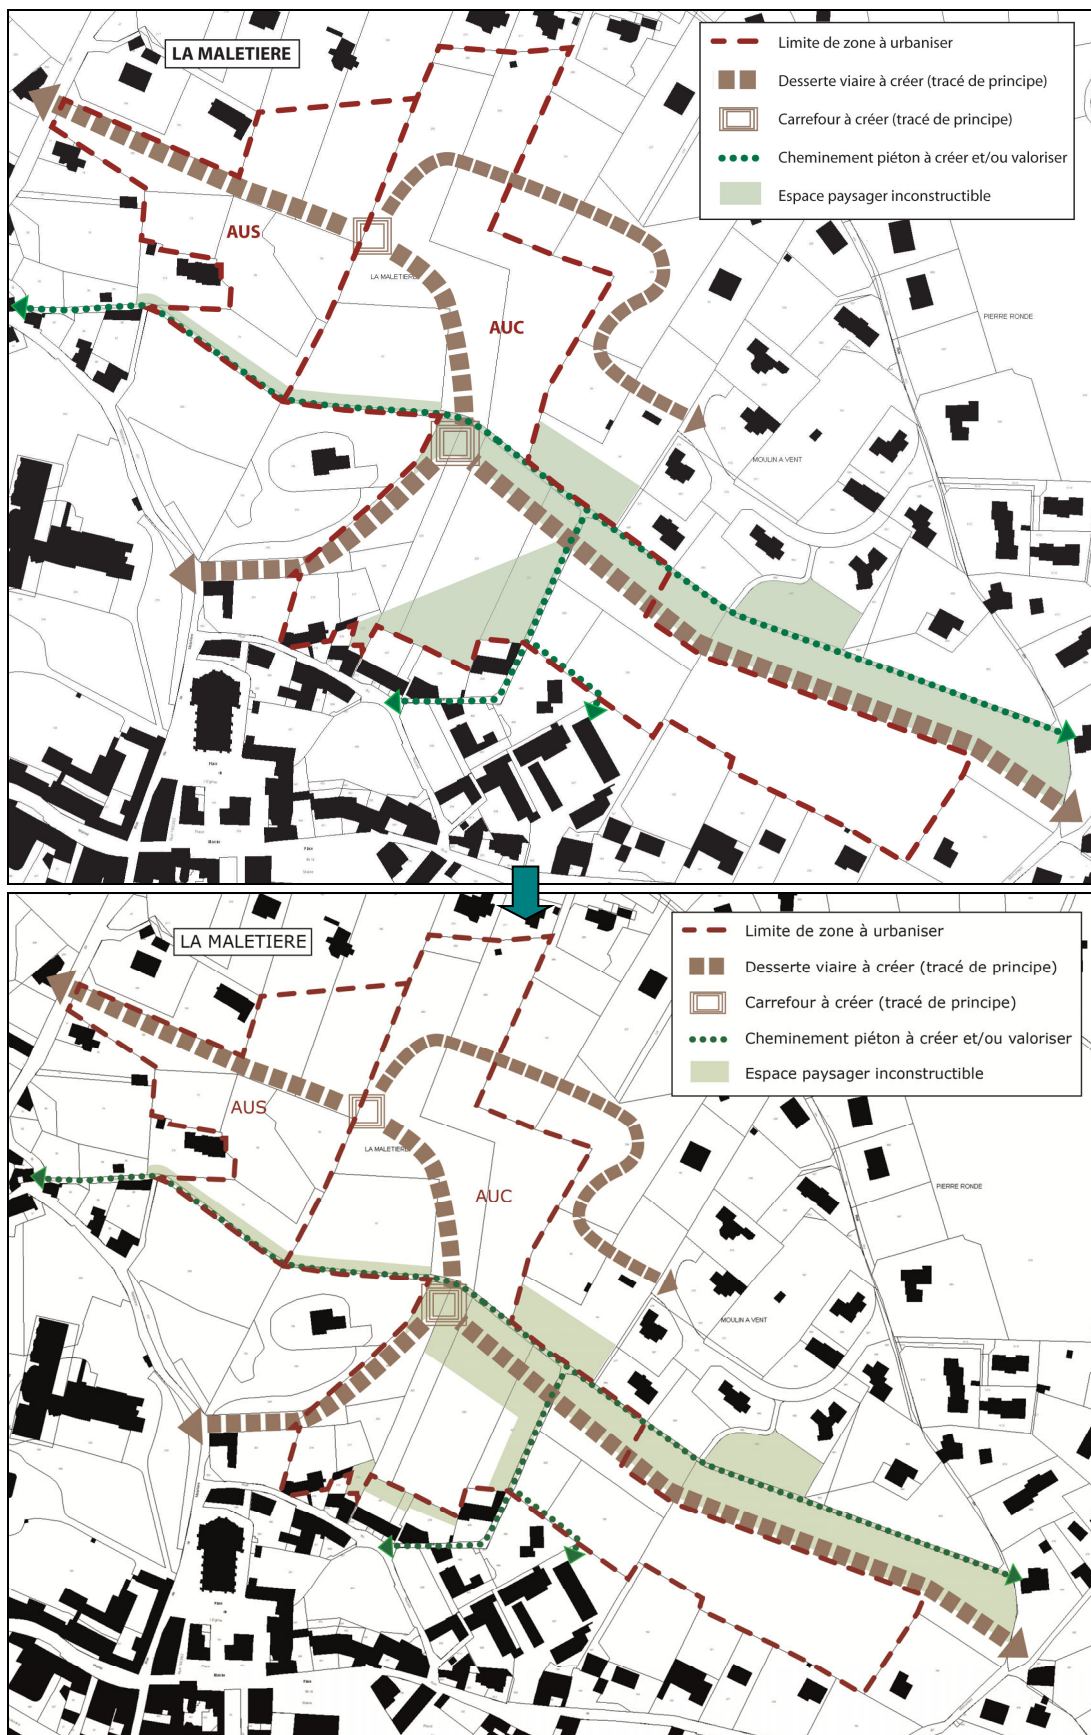 LA MALETIERE
Limite de zone à urbaniser
Desserte viaire à créer (tracé de principe)
Carrefour à créer (tracé de principe)
Cheminement piéton à créer et/ou valoriser
Espace paysager inconstructible
AUS
LA MALETIERE
PIERRE RONDE
AUC
MOULIN A VENT
LA MALETIERE
Limite de zone à urbaniser
Desserte viaire à créer (tracé de principe)
Carrefour à créer (tracé de principe)
Cheminement piéton à créer et/ou valoriser
Espace paysager inconstructible
AUS
LA MALETIERE
PIERRE RONDE
AUC
MOULIN A VENT